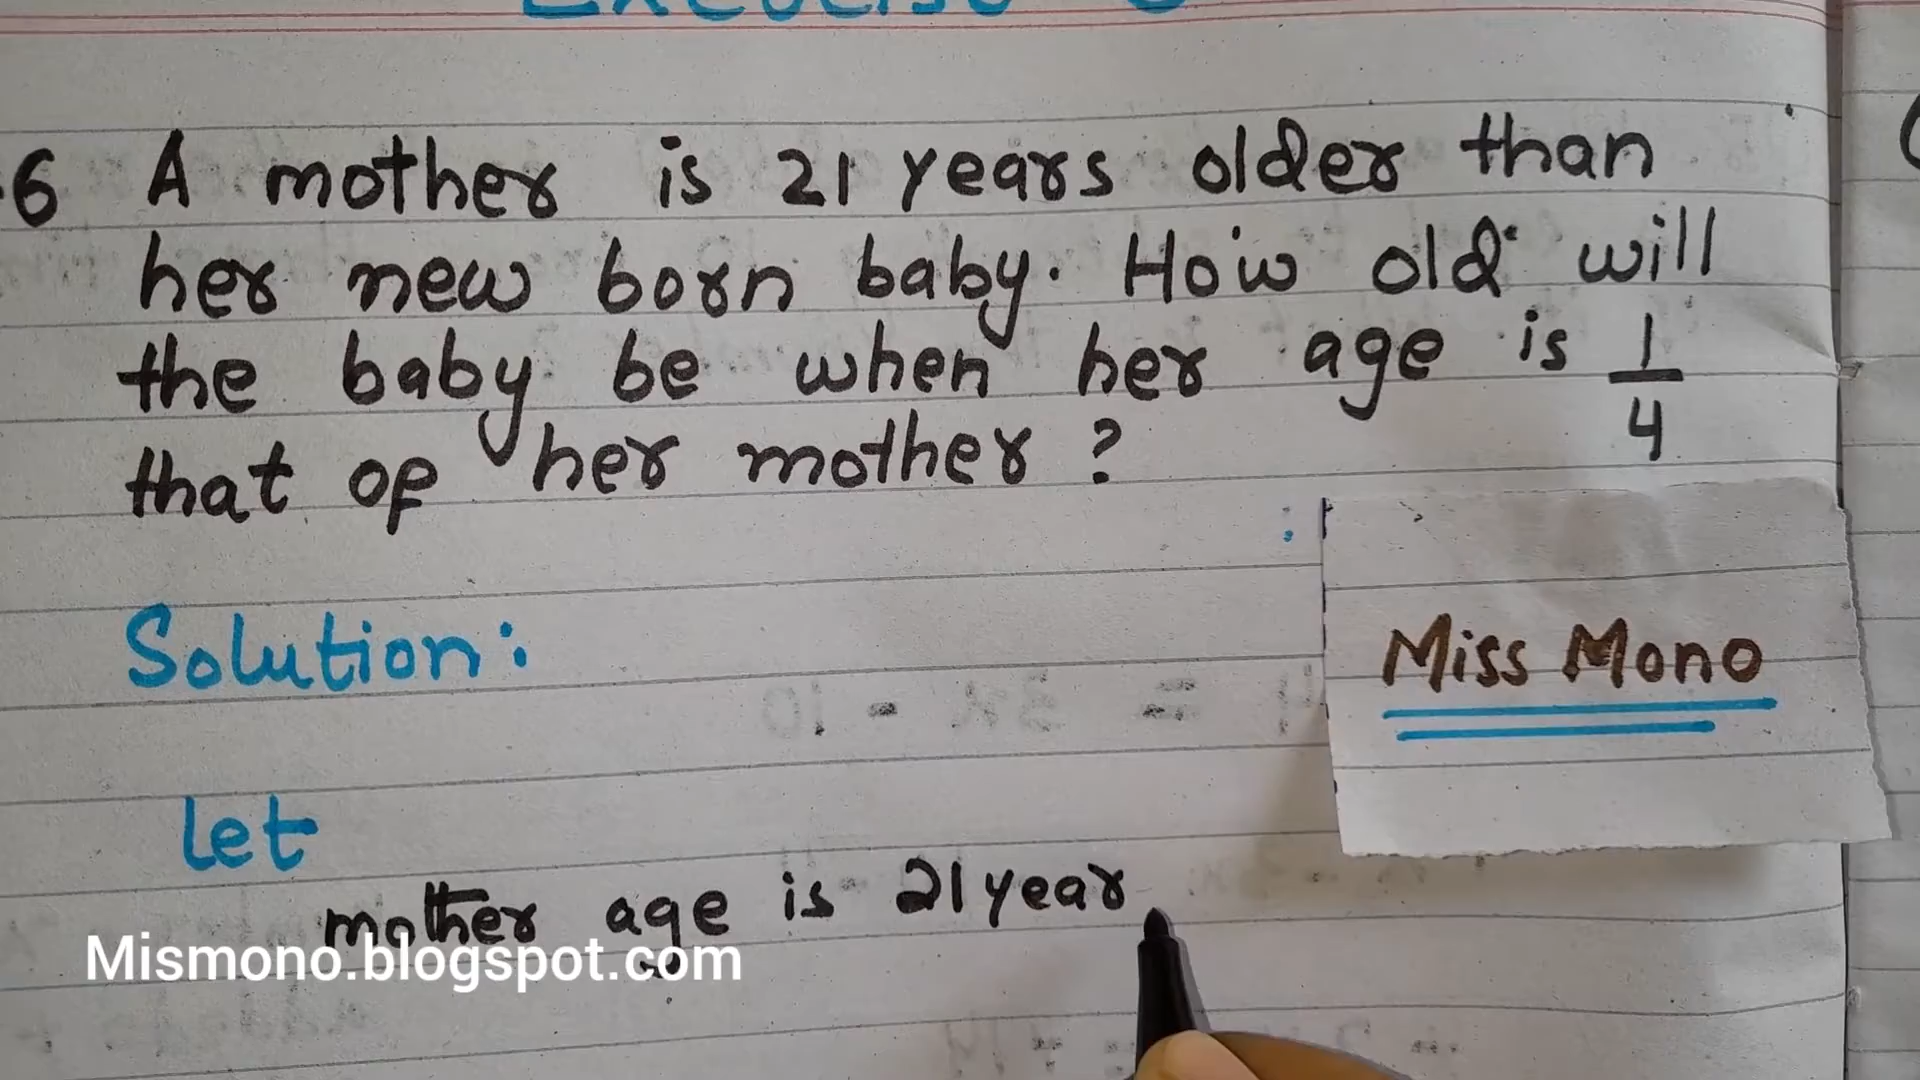 Exercise
6 A mother is 21 years older than
her new born baby. How old will
the baby be when her age is 1/4
that of her mother?
Solution:
Miss Mono
let
mother age is 21 year
Mismono.blogspot.com